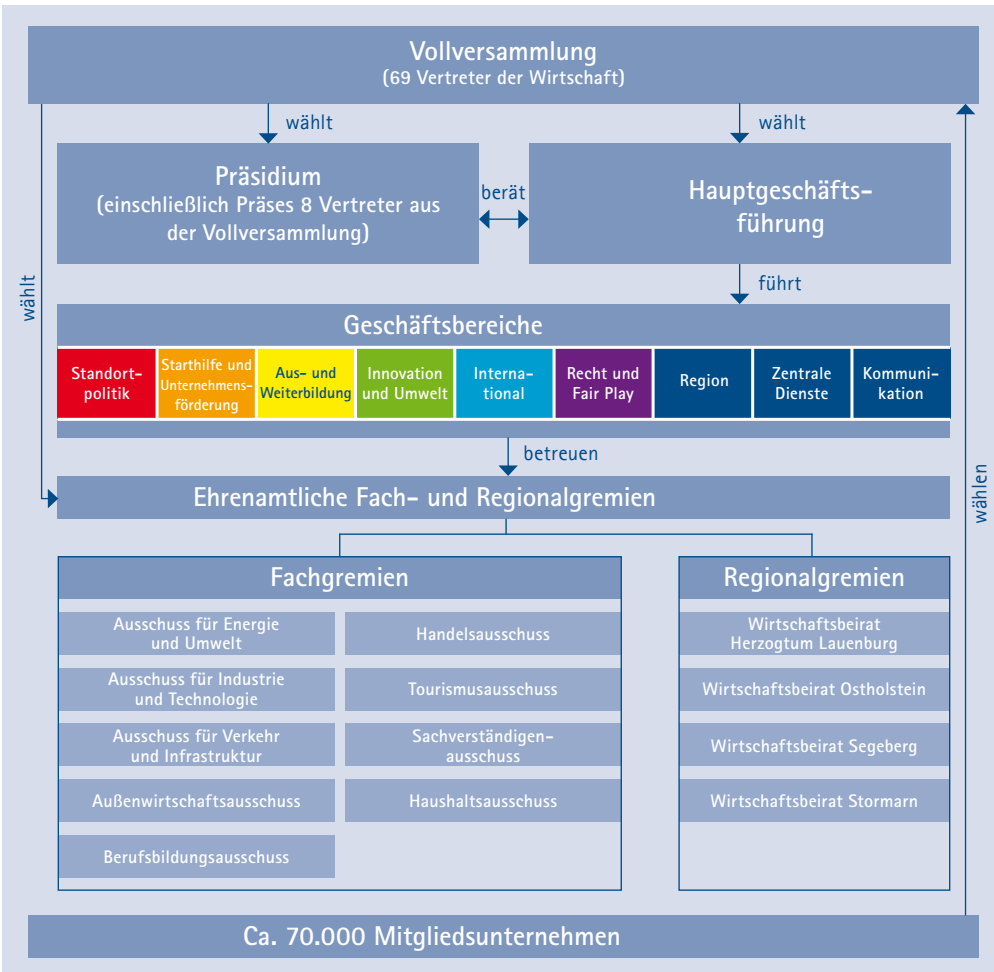 Vollversammlung
(69 Vertreter der Wirtschaft)
wählt
wählt
wählt
Präsidium
(einschließlich Präses 8 Vertreter aus
der Vollversammlung)
berät
Hauptgeschäfts-
führung
führt
Geschäftsbereiche
Standort-
politik
Starthilfe und
Unternehmens-
förderung
Aus- und
Weiterbildung
Innovation
und Umwelt
Interna-
tional
Recht und
Fair Play
Region
Zentrale
Dienste
Kommuni-
kation
betreuen
wählen
Ehrenamtliche Fach- und Regionalgremien
Fachgremien
Ausschuss für Energie
und Umwelt
Handelsausschuss
Ausschuss für Industrie
und Technologie
Tourismusausschuss
Ausschuss für Verkehr
und Infrastruktur
Sachverständigen-
ausschuss
Außenwirtschaftsausschuss
Haushaltsausschuss
Berufsbildungsausschuss
Regionalgremien
Wirtschaftsbeirat
Herzogtum Lauenburg
Wirtschaftsbeirat Ostholstein
Wirtschaftsbeirat Segeberg
Wirtschaftsbeirat Stormarn
Ca. 70.000 Mitgliedsunternehmen